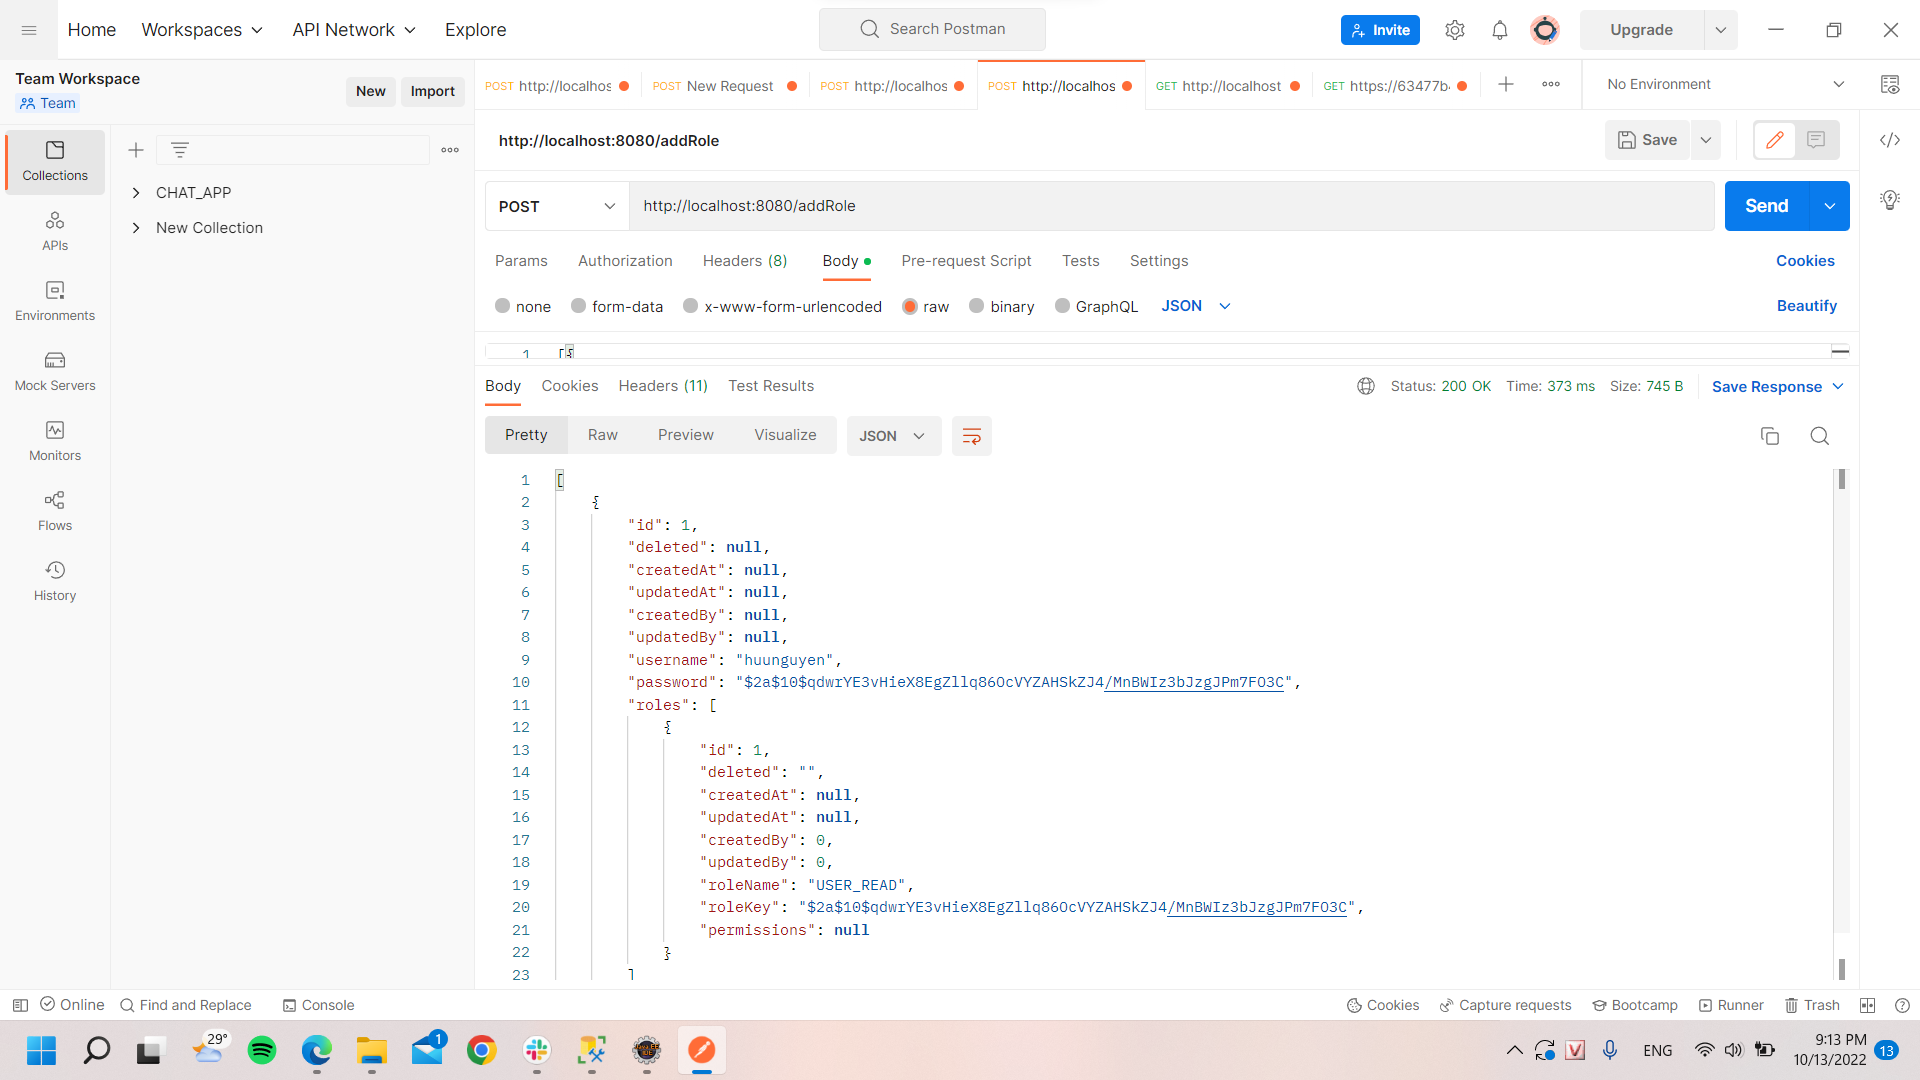 Home
Workspaces
API Network
Explore
Search Postman
Invite
Upgrade
Team Workspace
Team
New
Import
POST http://localhos
POST New Request
POST http://localhos
POST http://localhos
GET http://localhost
GET https://63477b
No Environment
Collections
APIs
Environments
Mock Servers
Monitors
Flows
History
CHAT_APP
New Collection
http://localhost:8080/addRole
Save
POST
http://localhost:8080/addRole
Send
Params
Authorization
Headers (8)
Body
Pre-request Script
Tests
Settings
Cookies
none
form-data
x-www-form-urlencoded
raw
binary
GraphQL
JSON
Beautify
1 [{
Body
Cookies
Headers (11)
Test Results
Status: 200 OK
Time: 373 ms
Size: 745 B
Save Response
Pretty
Raw
Preview
Visualize
JSON
1 [
2 {
3 "id": 1,
4 "deleted": null,
5 "createdAt": null,
6 "updatedAt": null,
7 "createdBy": null,
8 "updatedBy": null,
9 "username": "huunguyen",
10 "password": "$2a$10$qdwrYE3vHieX8EgZllq86OcVYZAHSkZJ4/MnBWIz3bJzgJPm7FO3C",
11 "roles": [
12 {
13 "id": 1,
14 "deleted": "",
15 "createdAt": null,
16 "updatedAt": null,
17 "createdBy": 0,
18 "updatedBy": 0,
19 "roleName": "USER_READ",
20 "roleKey": "$2a$10$qdwrYE3vHieX8EgZllq86OcVYZAHSkZJ4/MnBWIz3bJzgJPm7FO3C",
21 "permissions": null
22 }
23 ]
Online
Find and Replace
Console
Cookies
Capture requests
Bootcamp
Runner
Trash
29°
1
ENG
9:13 PM
10/13/2022
13